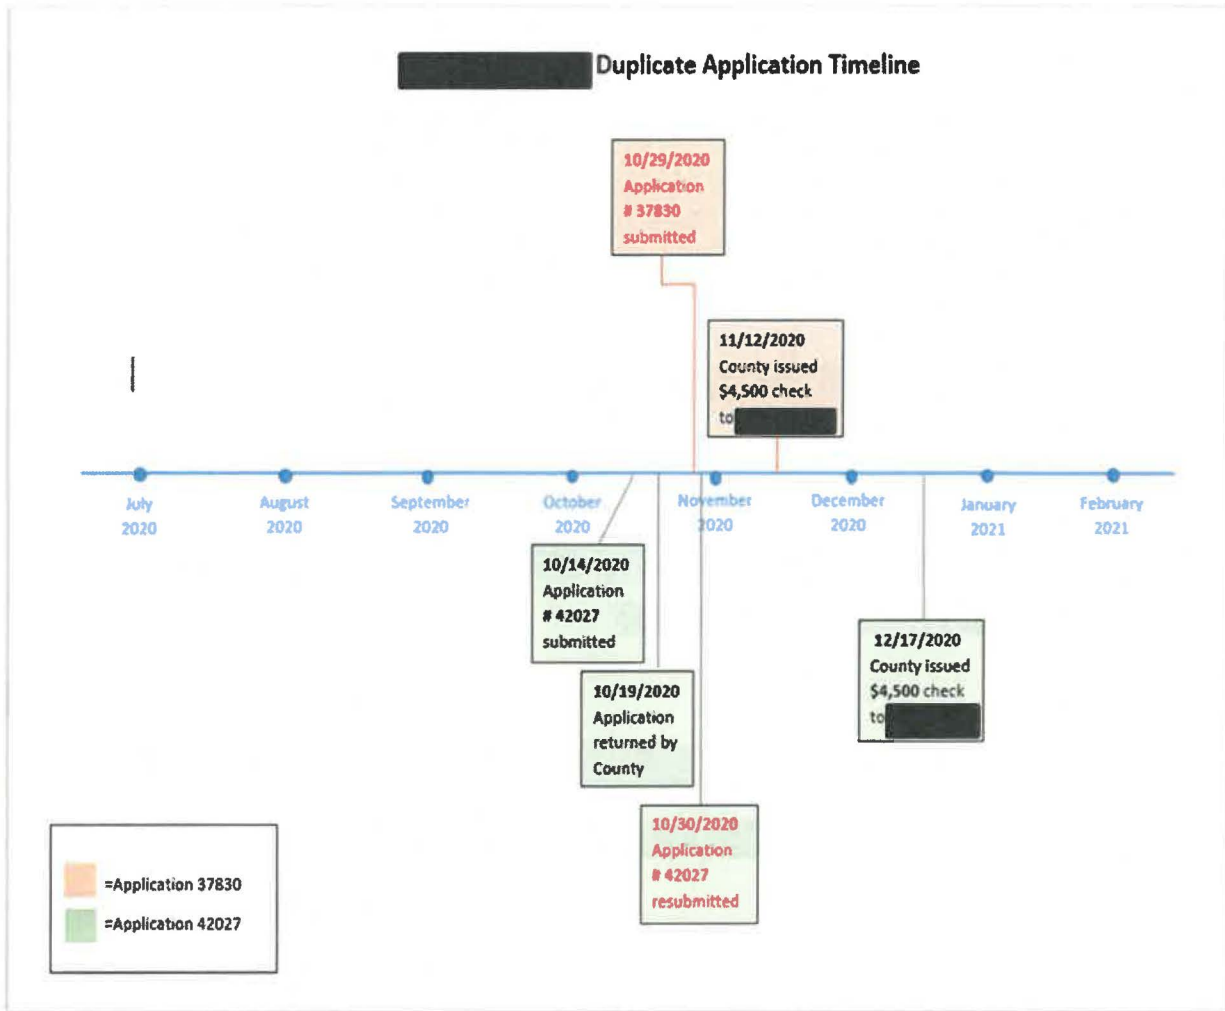 Duplicate Application Timeline
10/29/2020
Application
# 37830
submitted
11/12/2020
County issued
$4,500 check
to
July
2020
August
2020
September
2020
October
2020
November
2020
December
2020
January
2021
February
2021
10/14/2020
Application
# 42027
submitted
10/19/2020
Application
returned by
County
10/30/2020
Application
# 42027
resubmitted
12/17/2020
County issued
$4,500 check
to
=Application 37830
=Application 42027